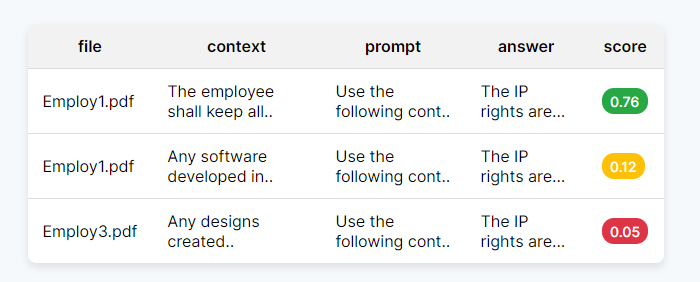 file context prompt answer score
Employ1.pdf The employee shall keep all.. Use the following cont.. The IP rights are... 0.76
Employ1.pdf Any software developed in.. Use the following cont.. The IP rights are... 0.12
Employ3.pdf Any designs created.. Use the following cont.. The IP rights are... 0.05